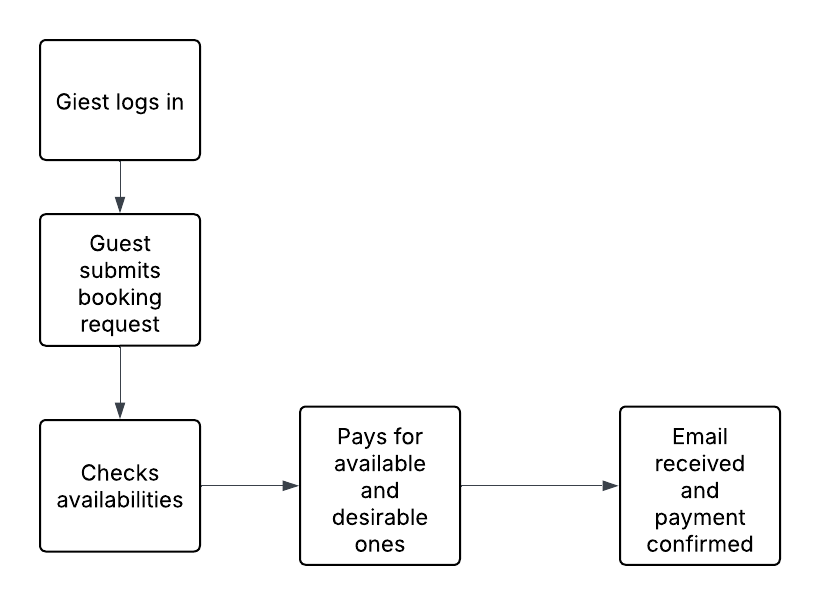 Giest logs in
Guest
submits
booking
request
Checks
availabilities
Pays for
available
and
desirable
ones
Email
received
and
payment
confirmed